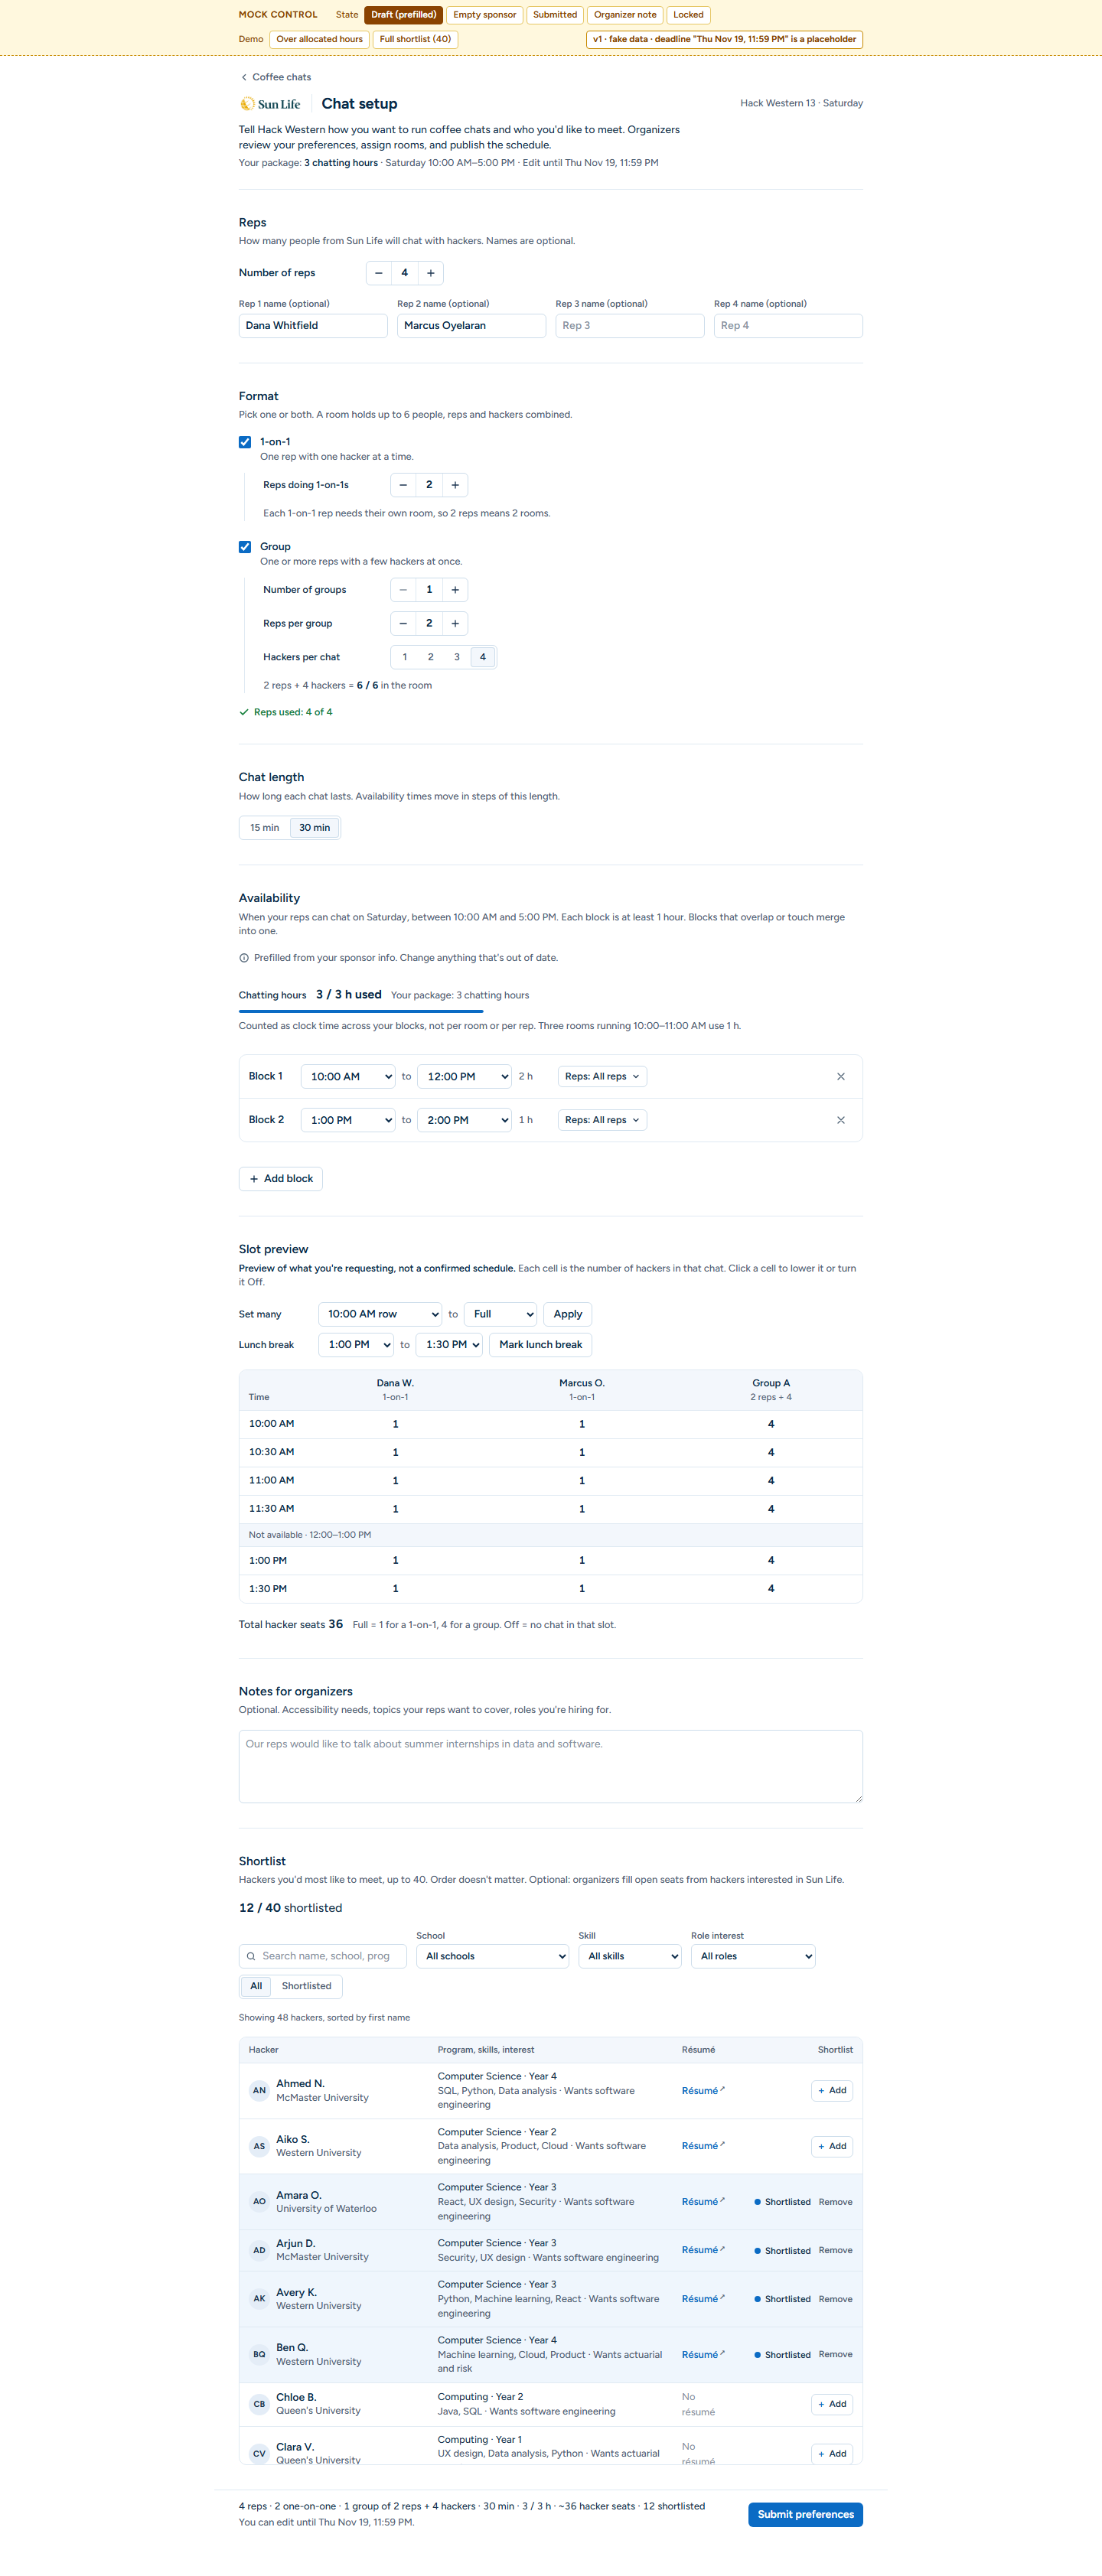 MOCK CONTROL State Draft (prefilled) Empty sponsor Submitted Organizer note Locked
Demo Over allocated hours Full shortlist (40) v1 · fake data · deadline "Thu Nov 19, 11:59 PM" is a placeholder
Coffee chats
Sun Life Chat setup Hack Western 13 · Saturday
Tell Hack Western how you want to run coffee chats and who you'd like to meet. Organizers
review your preferences, assign rooms, and publish the schedule.
Your package: 3 chatting hours · Saturday 10:00 AM–5:00 PM · Edit until Thu Nov 19, 11:59 PM
Reps
How many people from Sun Life will chat with hackers. Names are optional.
Number of reps − 4 +
Rep 1 name (optional) Rep 2 name (optional) Rep 3 name (optional) Rep 4 name (optional)
Dana Whitfield Marcus Oyelaran Rep 3 Rep 4
Format
Pick one or both. A room holds up to 6 people, reps and hackers combined.
1-on-1
One rep with one hacker at a time.
Reps doing 1-on-1s − 2 +
Each 1-on-1 rep needs their own room, so 2 reps means 2 rooms.
Group
One or more reps with a few hackers at once.
Number of groups − 1 +
Reps per group − 2 +
Hackers per chat 1 2 3 4
2 reps + 4 hackers = 6 / 6 in the room
Reps used: 4 of 4
Chat length
How long each chat lasts. Availability times move in steps of this length.
15 min 30 min
Availability
When your reps can chat on Saturday, between 10:00 AM and 5:00 PM. Each block is at least 1 hour. Blocks that overlap or touch merge
into one.
Prefilled from your sponsor info. Change anything that's out of date.
Chatting hours 3 / 3 h used Your package: 3 chatting hours
Counted as clock time across your blocks, not per room or per rep. Three rooms running 10:00–11:00 AM use 1 h.
Block 1 10:00 AM to 12:00 PM 2 h Reps: All reps
Block 2 1:00 PM to 2:00 PM 1 h Reps: All reps
+ Add block
Slot preview
Preview of what you're requesting, not a confirmed schedule. Each cell is the number of hackers in that chat. Click a cell to lower it or turn
it Off.
Set many 10:00 AM row to Full Apply
Lunch break 1:00 PM to 1:30 PM Mark lunch break
Dana W. Marcus O. Group A
Time 1-on-1 1-on-1 2 reps + 4
10:00 AM 1 1 4
10:30 AM 1 1 4
11:00 AM 1 1 4
11:30 AM 1 1 4
Not available · 12:00–1:00 PM
1:00 PM 1 1 4
1:30 PM 1 1 4
Total hacker seats 36 Full = 1 for a 1-on-1, 4 for a group. Off = no chat in that slot.
Notes for organizers
Optional. Accessibility needs, topics your reps want to cover, roles you're hiring for.
Our reps would like to talk about summer internships in data and software.
Shortlist
Hackers you'd most like to meet, up to 40. Order doesn't matter. Optional: organizers fill open seats from hackers interested in Sun Life.
12 / 40 shortlisted
School Skill Role interest
Search name, school, prog All schools All skills All roles
All Shortlisted
Showing 48 hackers, sorted by first name
Hacker Program, skills, interest Résumé Shortlist
AN Ahmed N. McMaster University Computer Science · Year 4
SQL, Python, Data analysis · Wants software
engineering
Résumé↗ + Add
AS Aiko S. Western University Computer Science · Year 2
Data analysis, Product, Cloud · Wants software
engineering
Résumé↗ + Add
AO Amara O. University of Waterloo Computer Science · Year 3
React, UX design, Security · Wants software
engineering
Résumé↗ Shortlisted Remove
AD Arjun D. McMaster University Computer Science · Year 3
Security, UX design · Wants software engineering
Résumé↗ Shortlisted Remove
AK Avery K. Western University Computer Science · Year 3
Python, Machine learning, React · Wants software
engineering
Résumé↗ Shortlisted Remove
BQ Ben Q. Western University Computer Science · Year 4
Machine learning, Cloud, Product · Wants actuarial
and risk
Résumé↗ Shortlisted Remove
CB Chloe B. Queen's University Computing · Year 2
Java, SQL · Wants software engineering
No résumé + Add
CV Clara V. Queen's University Computing · Year 1
UX design, Data analysis, Python · Wants actuarial
No résumé + Add
4 reps · 2 one-on-one · 1 group of 2 reps + 4 hackers · 30 min · 3 / 3 h · ~36 hacker seats · 12 shortlisted
You can edit until Thu Nov 19, 11:59 PM.
Submit preferences